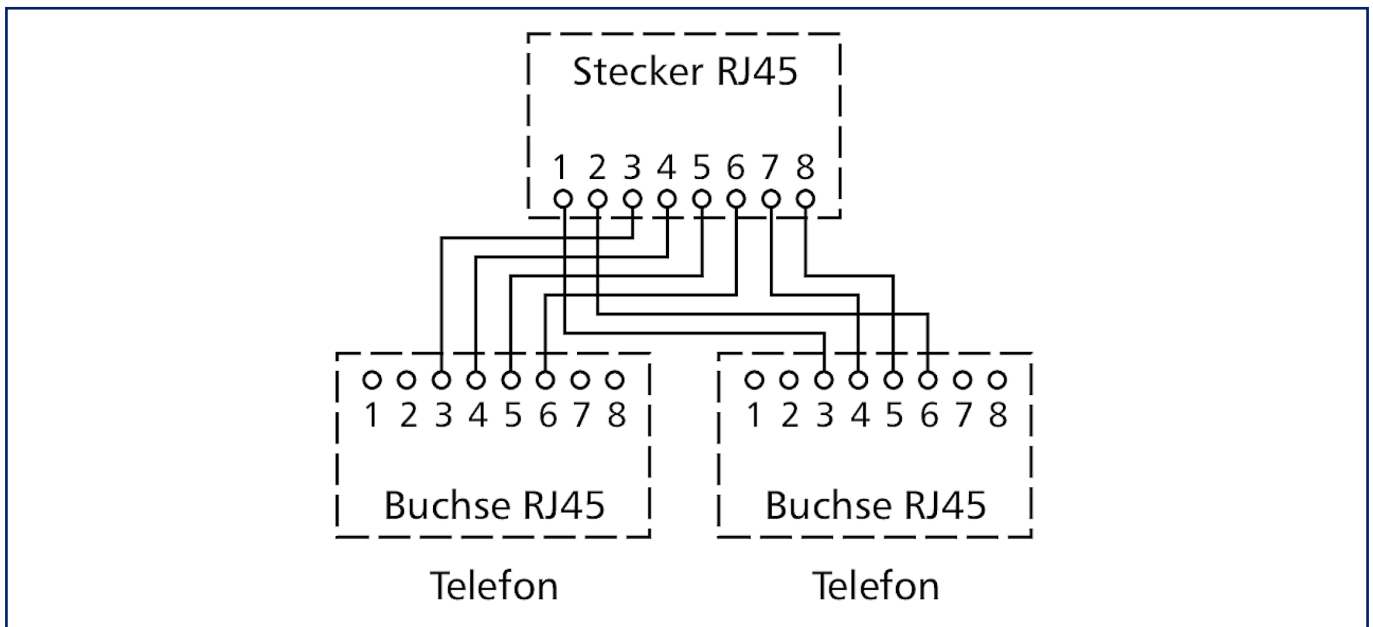 Stecker RJ45
1 2 3 4 5 6 7 8
1 2 3 4 5 6 7 8 1 2 3 4 5 6 7 8
Buchse RJ45 Buchse RJ45
Telefon Telefon